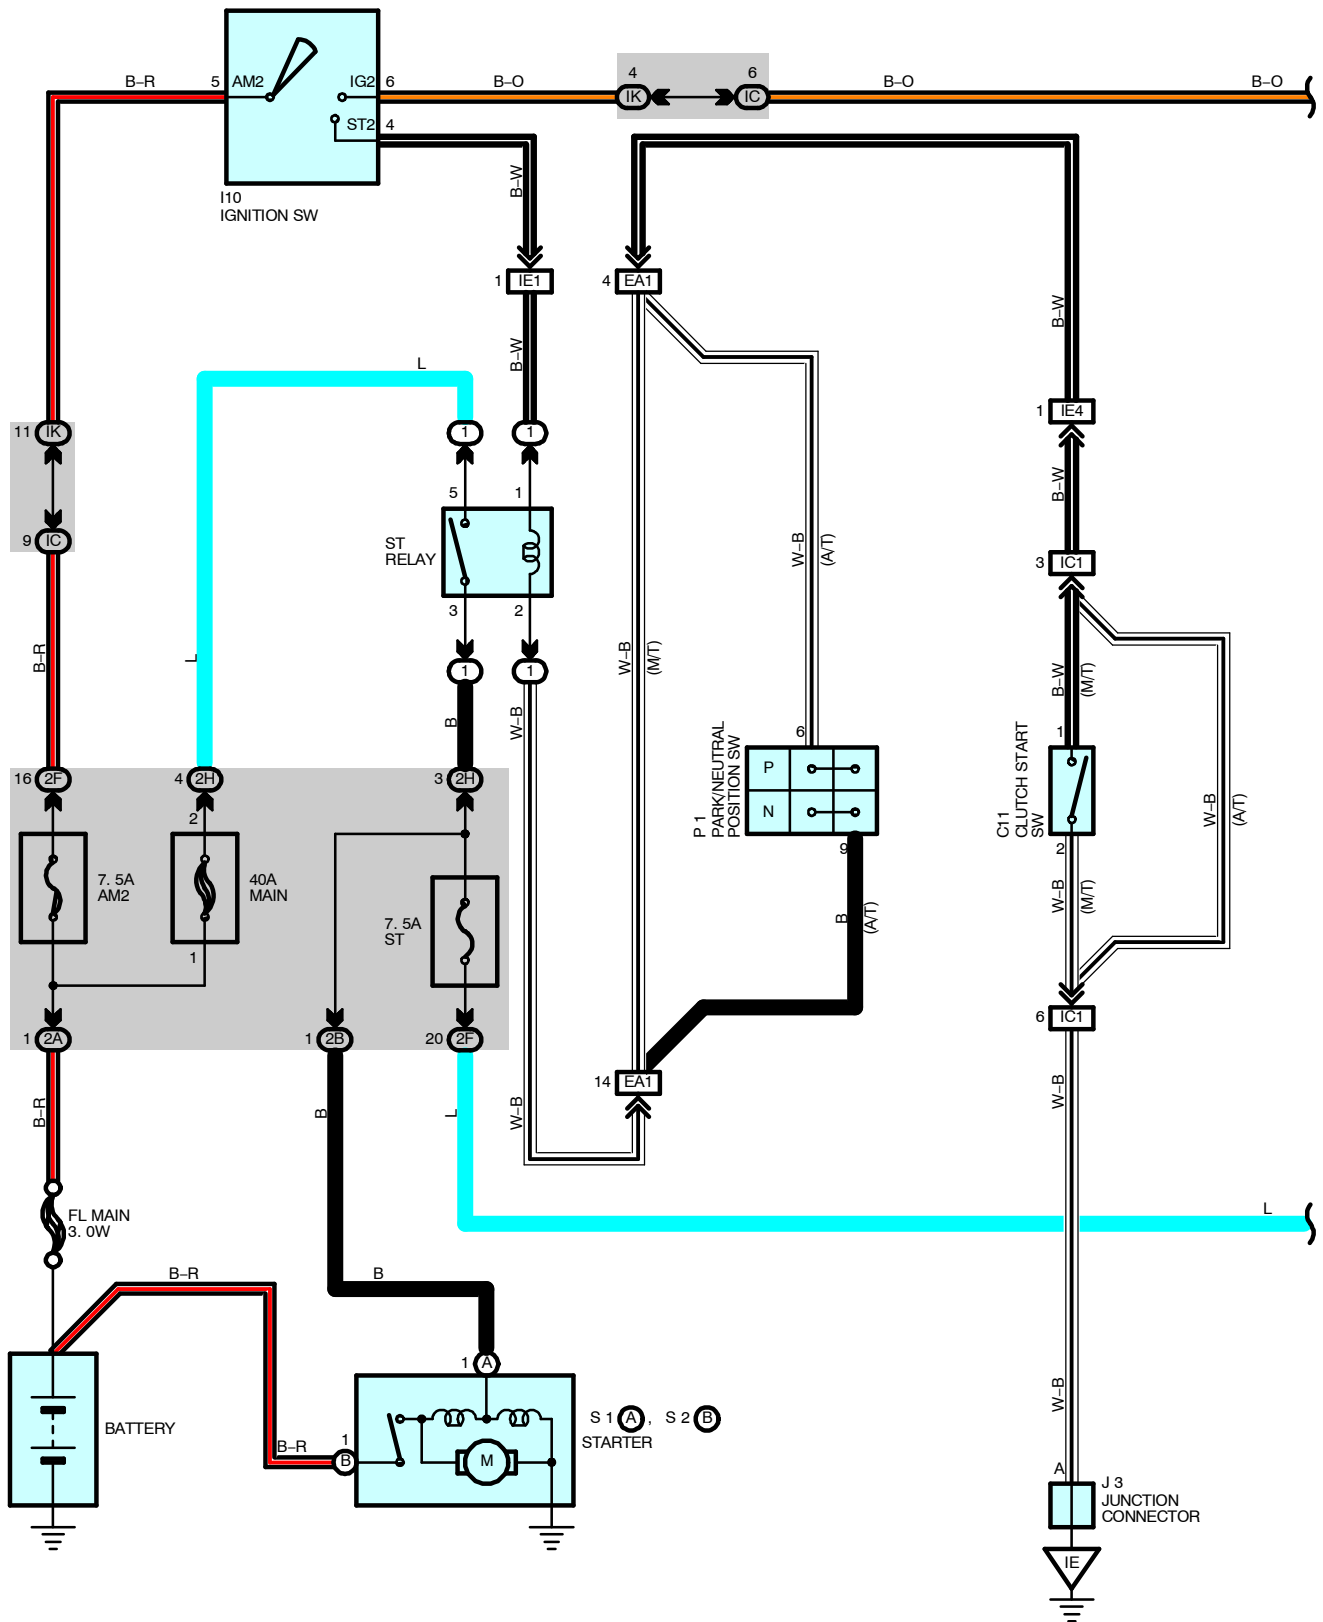 B–R
5
AM2
IG2
6
B–O
4
6
B–O
B–O
IK
IC
ST2
4
I10
IGNITION SW
B–W
1
IE1
4
EA1
B–W
L
B–W
11
IK
1
1
1
IE4
5
1
B–W
ST
RELAY
9
IC
W–B
(A/T)
3
IC1
3
2
B–R
L
1
1
W–B
(M/T)
B–W
(M/T)
B
W–B
6
P 1
PARK/NEUTRAL
POSITION SW
P
N
1
C11
CLUTCH START
SW
W–B
(A/T)
16
2F
4
2H
3
2H
2
9
2
7. 5A
AM2
40A
MAIN
7. 5A
ST
B
(A/T)
W–B
(M/T)
1
1
2A
1
2B
20
2F
6
IC1
14
EA1
B–R
B
L
W–B
W–B
FL MAIN
3. 0W
L
B–R
B
1
A
BATTERY
S 1
A
,
S 2
B
STARTER
B–R
1
B
M
W–B
A
J 3
JUNCTION
CONNECTOR
IE